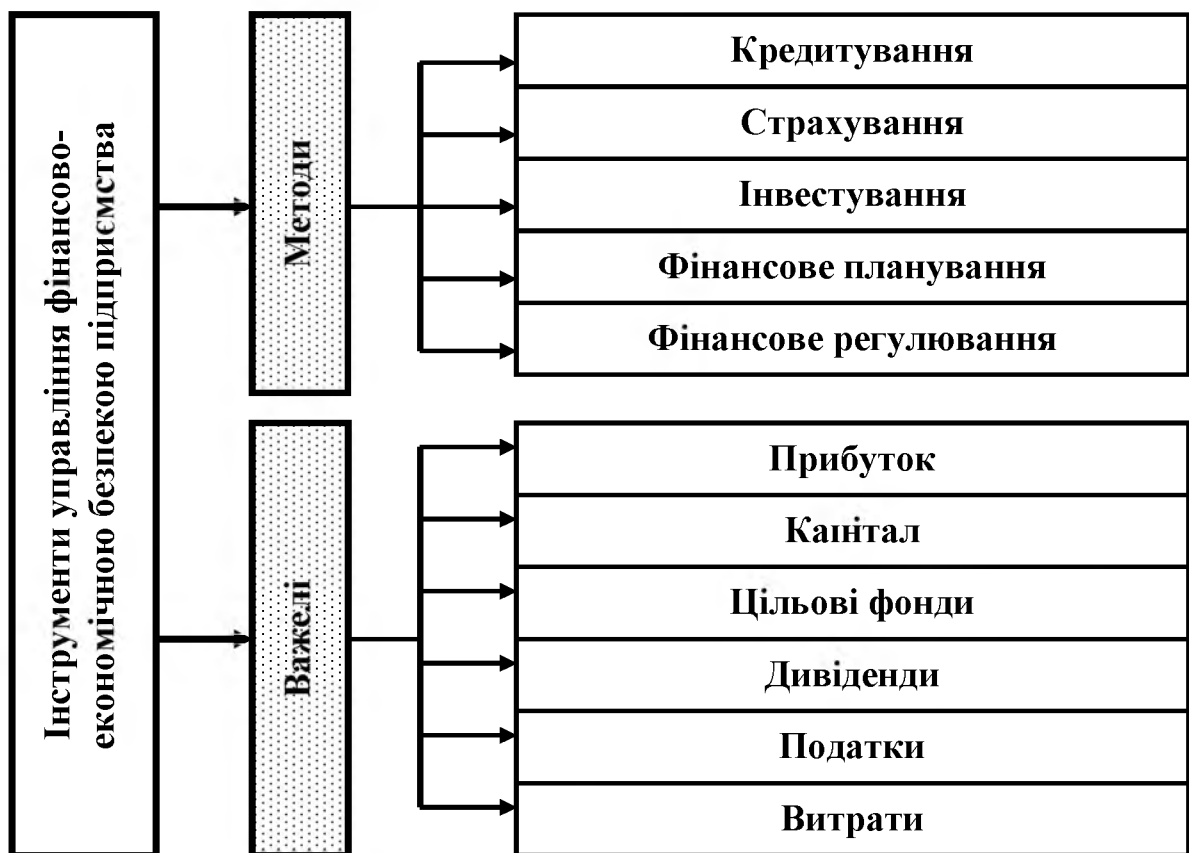 Інструменти управління фінансово-
економічною безпекою підприємства
Методи
Кредитування
Страхування
Інвестування
Фінансове планування
Фінансове регулювання
Важелі
Прибуток
Капітал
Цільові фонди
Дивіденди
Податки
Витрати